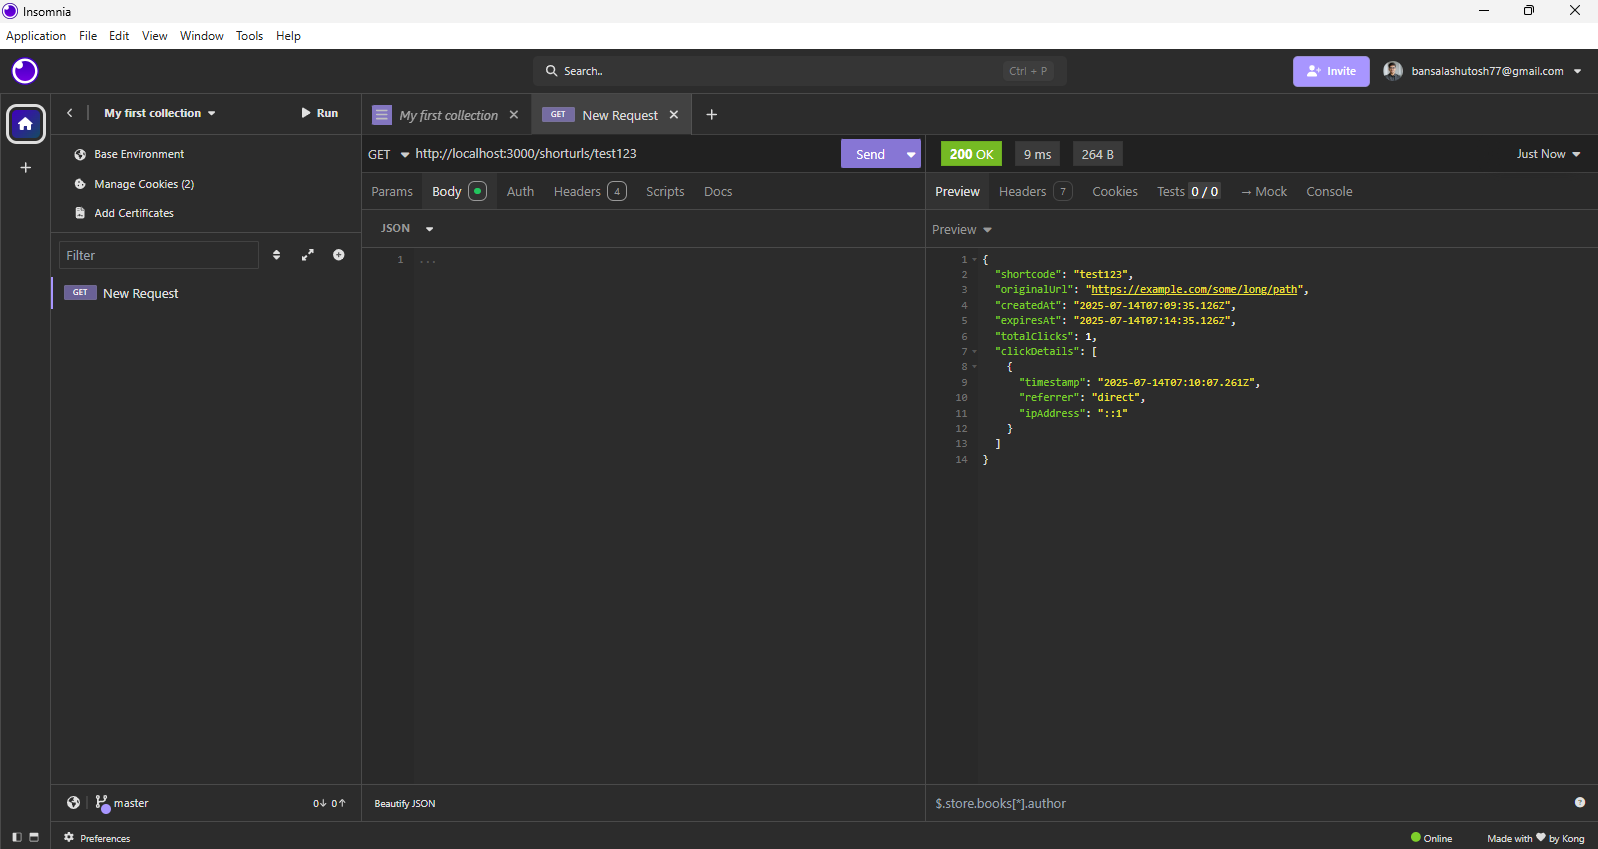 Insomnia
Application File Edit View Window Tools Help
Search.. Ctrl + P Invite bansalashutosh77@gmail.com
My first collection Run
My first collection
GET New Request
Base Environment
Manage Cookies (2)
Add Certificates
Filter
GET New Request
GET http://localhost:3000/shorturls/test123 Send
Params Body Auth Headers 4 Scripts Docs
JSON
1 ...
200 OK 9 ms 264 B Just Now
Preview Headers 7 Cookies Tests 0 / 0 → Mock Console
Preview
1 {
2 "shortcode": "test123",
3 "originalUrl": "https://example.com/some/long/path",
4 "createdAt": "2025-07-14T07:09:35.126Z",
5 "expiresAt": "2025-07-14T07:14:35.126Z",
6 "totalClicks": 1,
7 "clickDetails": [
8 {
9 "timestamp": "2025-07-14T07:10:07.261Z",
10 "referrer": "direct",
11 "ipAddress": "::1"
12 }
13 ]
14 }
master 0↓ 0↑
Beautify JSON
$.store.books[*].author
Preferences
Online
Made with ♥ by Kong